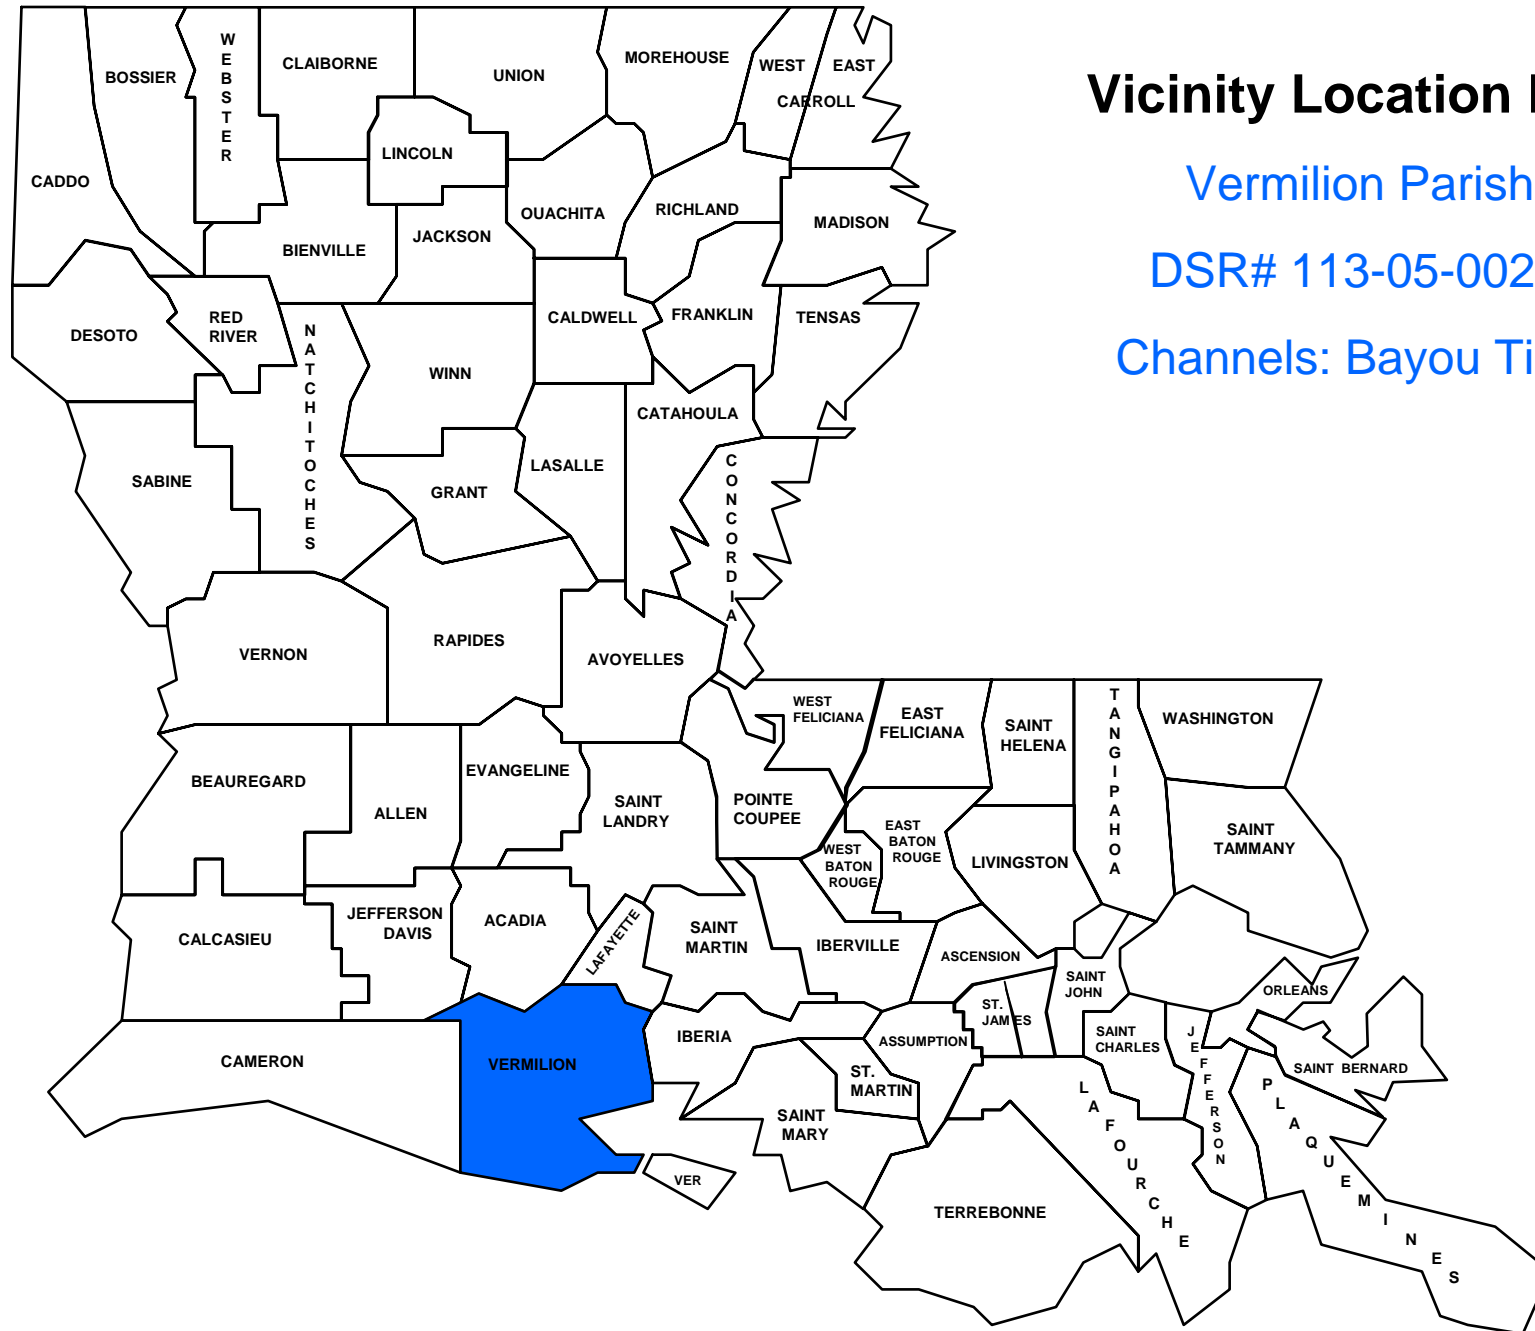 Vicinity Location
Vermilion Parish
DSR# 113-05-002
Channels: Bayou Ti
WEBSTER
BOSSIER
CLAIBORNE
UNION
MOREHOUSE
WEST
EAST
CARROLL
CADDO
LINCOLN
OUACHITA
RICHLAND
MADISON
BIENVILLE
JACKSON
DESOTO
RED
RIVER
NATCHITOCHES
CALDWELL
FRANKLIN
TENSAS
WINN
CATAHOULA
SABINE
GRANT
LASALLE
CONCORDIA
VERNON
RAPIDES
AVOYELLES
WEST
FELICIANA
EAST
FELICIANA
SAINT
HELENA
TANGIPAHOA
WASHINGTON
BEAUREGARD
ALLEN
EVANGELINE
SAINT
LANDRY
POINTE
COUPEE
WEST
BATON
ROUGE
EAST
BATON
ROUGE
LIVINGSTON
SAINT
TAMMANY
CALCASIEU
JEFFERSON
DAVIS
ACADIA
LAFAYETTE
SAINT
MARTIN
IBERVILLE
ASCENSION
SAINT
JOHN
ORLEANS
CAMERON
VERMILION
IBERIA
ASSUMPTION
ST.
JAMES
SAINT
CHARLES
JEFFERSON
SAINT BERNARD
ST.
MARTIN
SAINT
MARY
LAFOURCHE
PLAQUEMINES
VER
TERREBONNE